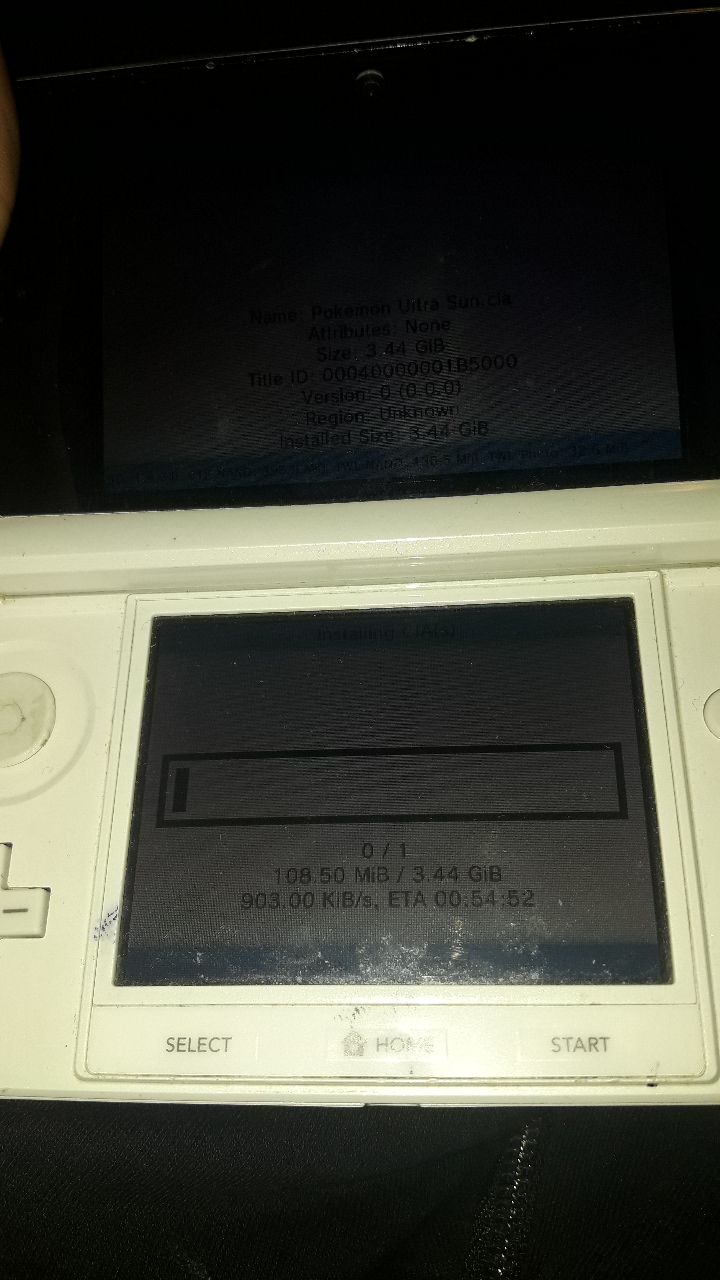 Name: Pokemon Ultra Sun.cia
Attributes: None
Size: 3.44 GiB
Title ID: 00040000001B5000
Version: 0 (0.0.0)
Region: Unknown
Installed Size: 3.44 GiB
Installing CIA(s)
0 / 1
108.50 MiB / 3.44 GiB
903.00 KiB/s, ETA 00:54:52
SELECT HOME START